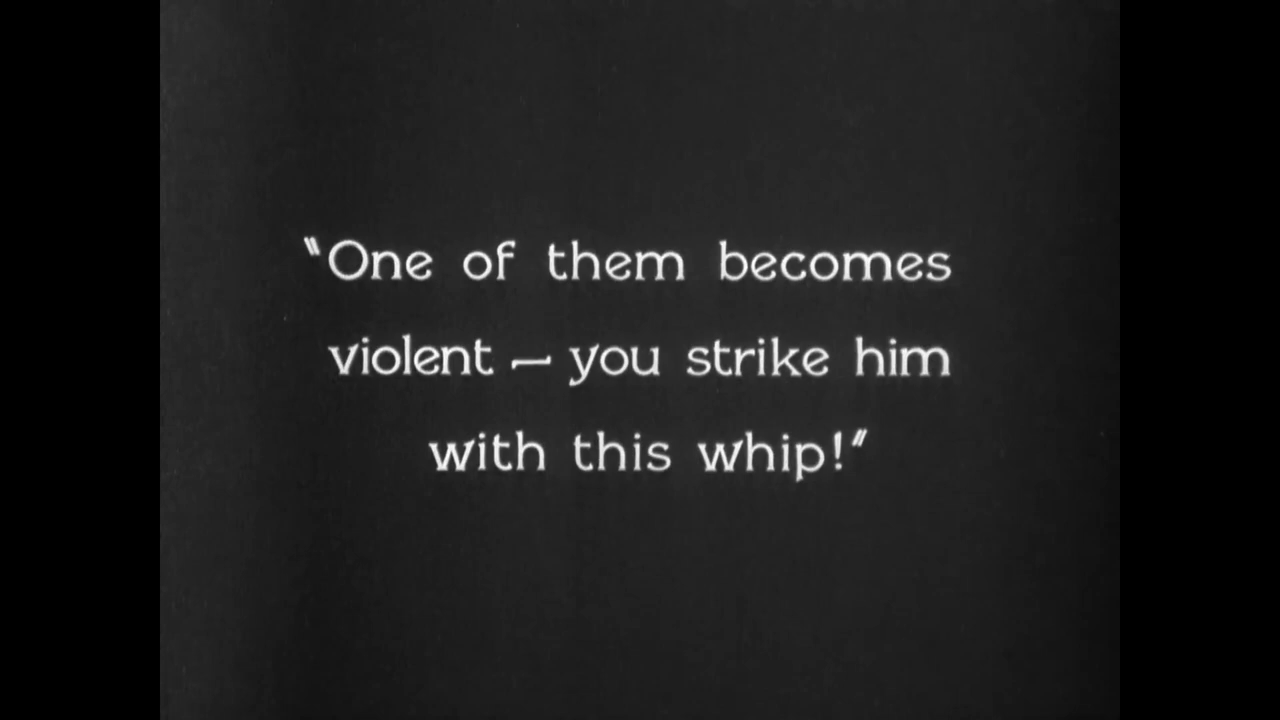 "One of them becomes
violent — you strike him
with this whip!"